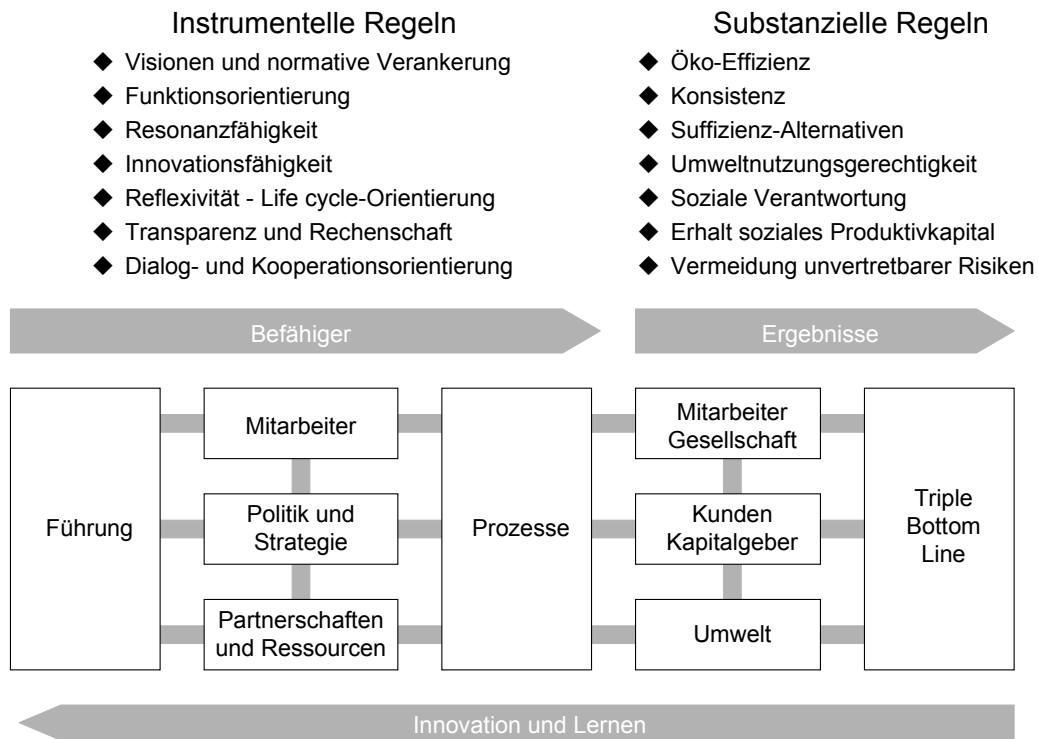 Instrumentelle Regeln
◆ Visionen und normative Verankerung
◆ Funktionsorientierung
◆ Resonanzfähigkeit
◆ Innovationsfähigkeit
◆ Reflexivität - Life cycle-Orientierung
◆ Transparenz und Rechenschaft
◆ Dialog- und Kooperationsorientierung
Substanzielle Regeln
◆ Öko-Effizienz
◆ Konsistenz
◆ Suffizienz-Alternativen
◆ Umweltnutzungsgerechtigkeit
◆ Soziale Verantwortung
◆ Erhalt soziales Produktivkapital
◆ Vermeidung unvertretbarer Risiken
Befähiger
Ergebnisse
Führung
Mitarbeiter
Politik und
Strategie
Partnerschaften
und Ressourcen
Prozesse
Mitarbeiter
Gesellschaft
Kunden
Kapitalgeber
Umwelt
Triple
Bottom
Line
Innovation und Lernen